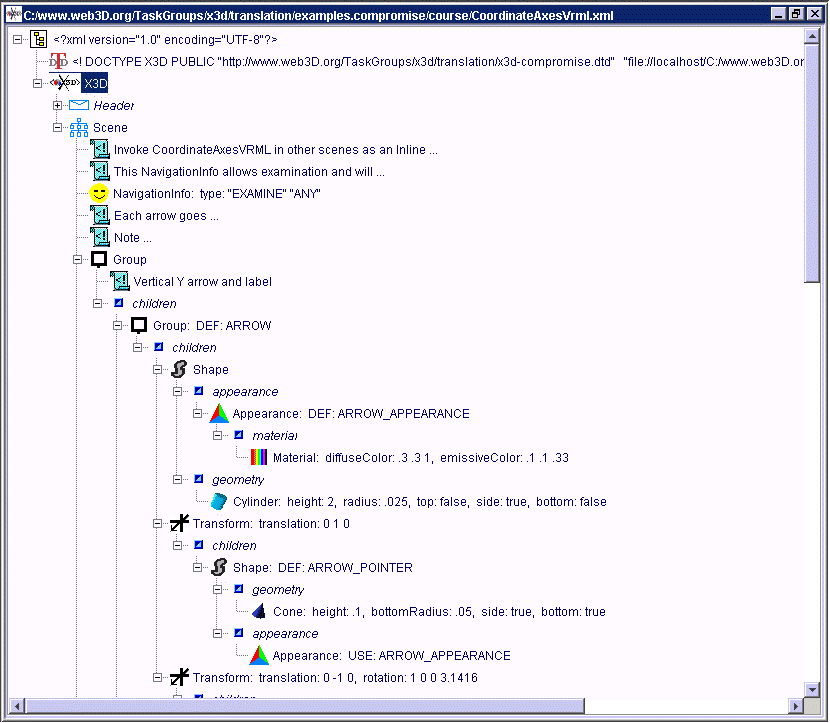 C:/www.web3D.org/TaskGroups/x3d/translation/examples.compromise/course/CoordinateAxesVrml.xml
<?xml version="1.0" encoding="UTF-8"?>
<! DOCTYPE X3D PUBLIC "http://www.web3D.org/TaskGroups/x3d/translation/x3d-compromise.dtd" "file://localhost/C:/www.web3D.or
X3D
Header
Scene
Invoke CoordinateAxesVRML in other scenes as an Inline ...
This NavigationInfo allows examination and will ...
NavigationInfo: type: "EXAMINE" "ANY"
Each arrow goes ...
Note ...
Group
Vertical Y arrow and label
children
Group: DEF: ARROW
children
Shape
appearance
Appearance: DEF: ARROW_APPEARANCE
material
Material: diffuseColor: .3 .3 1, emissiveColor: .1 .1 .33
geometry
Cylinder: height: 2, radius: .025, top: false, side: true, bottom: false
Transform: translation: 0 1 0
children
Shape: DEF: ARROW_POINTER
geometry
Cone: height: .1, bottomRadius: .05, side: true, bottom: true
appearance
Appearance: USE: ARROW_APPEARANCE
Transform: translation: 0 -1 0, rotation: 1 0 0 3.1416
children